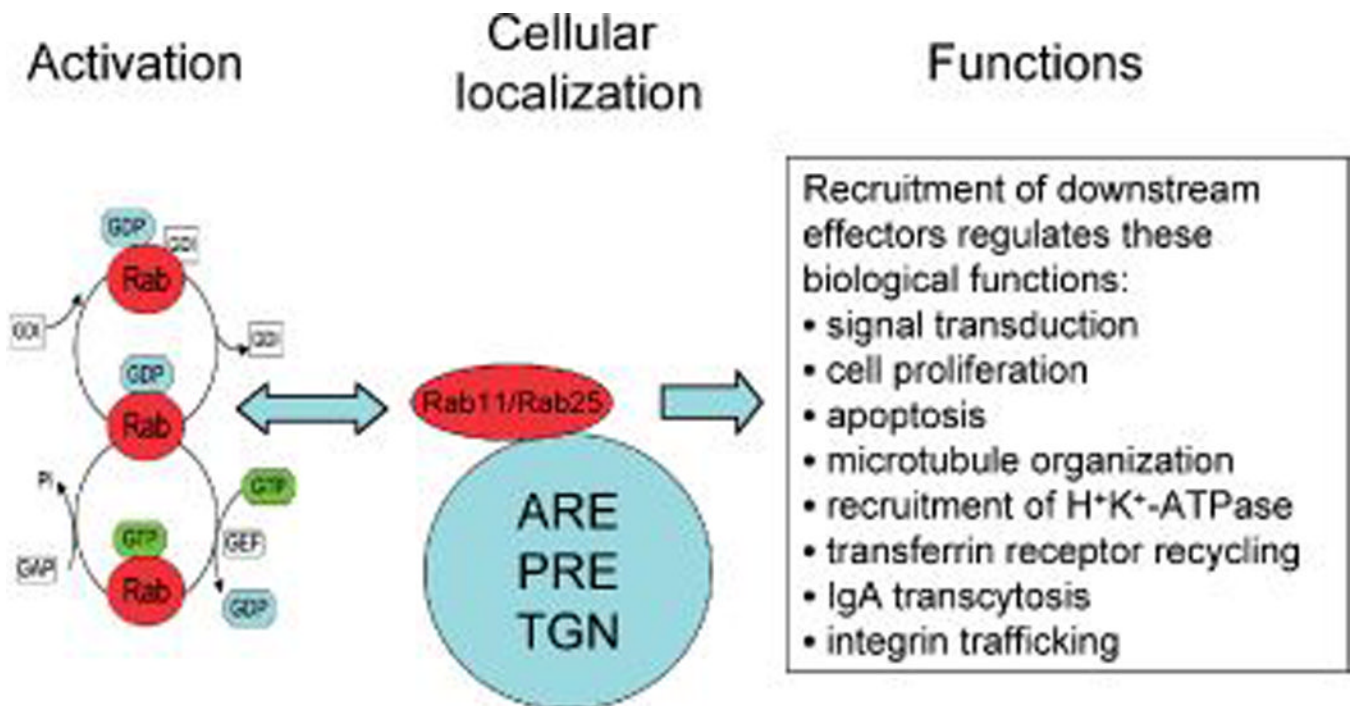 Activation
Cellular
localization
Functions
GDP
GDI
Rab
GDI
GDI
GDP
Rab
Pi
GTP
GTP
GEF
GAP
Rab
GDP
Rab11/Rab25
ARE
PRE
TGN
Recruitment of downstream
effectors regulates these
biological functions:
• signal transduction
• cell proliferation
• apoptosis
• microtubule organization
• recruitment of H⁺K⁺-ATPase
• transferrin receptor recycling
• IgA transcytosis
• integrin trafficking